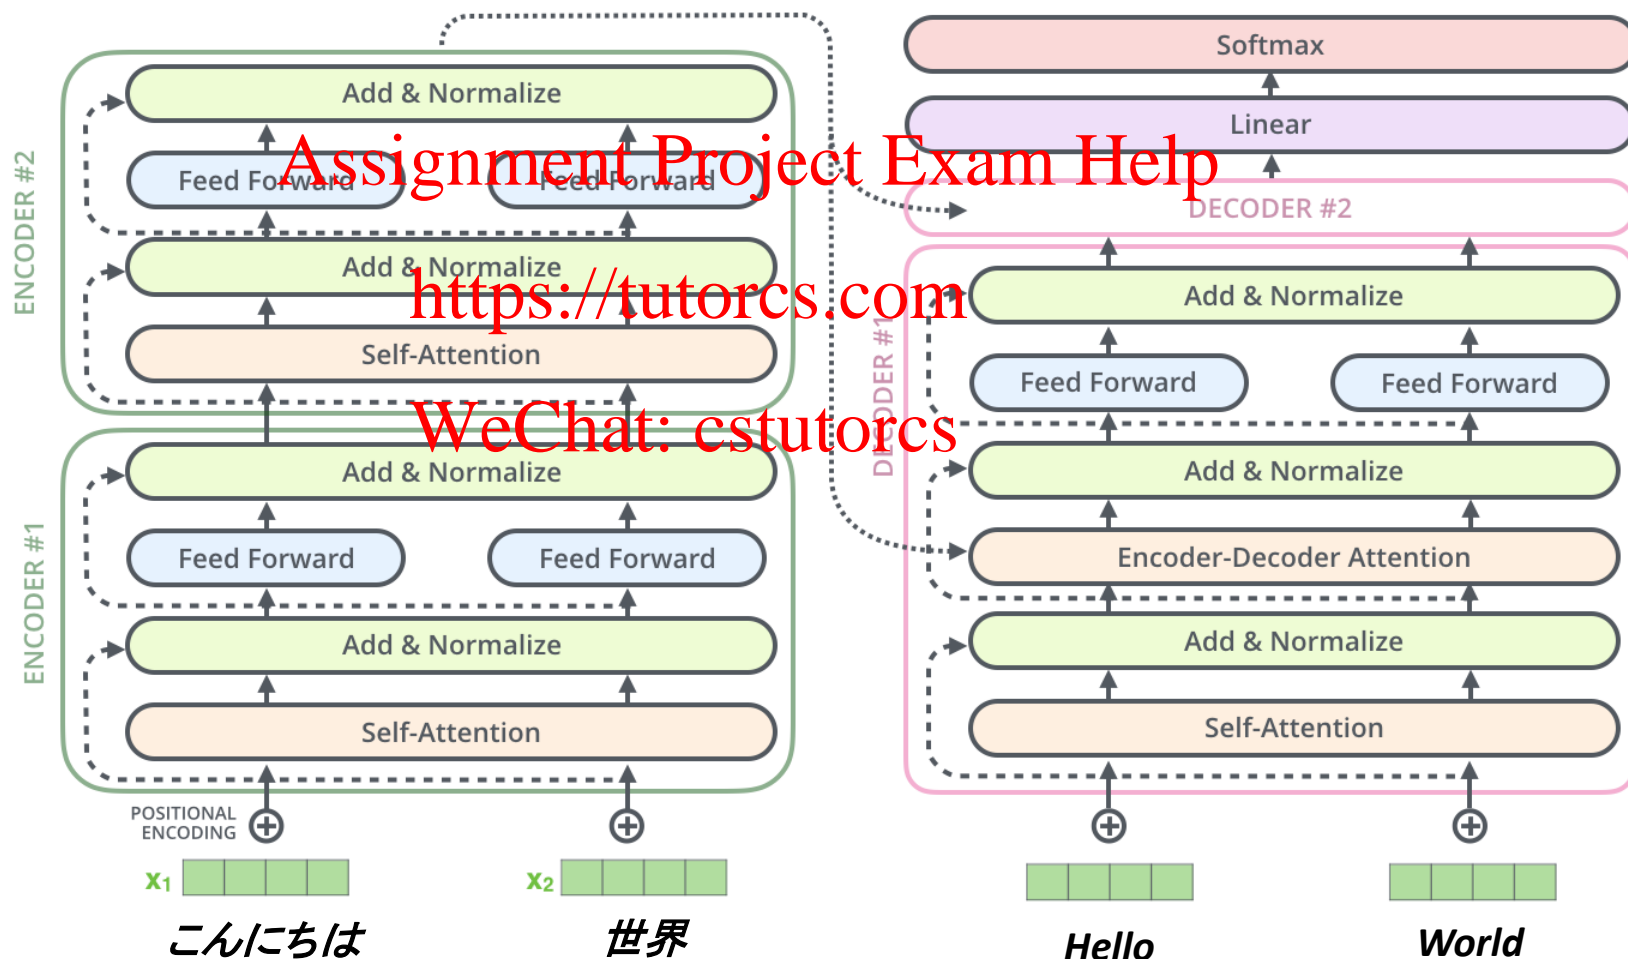 ENCODER #2
Add & Normalize
Feed Forward
Feed Forward
Add & Normalize
Self-Attention
ENCODER #1
Add & Normalize
Feed Forward
Feed Forward
Add & Normalize
Self-Attention
POSITIONAL
ENCODING
x₁
x₂
こんにちは
世界
Softmax
Linear
DECODER #2
DECODER #1
Add & Normalize
Feed Forward
Feed Forward
Add & Normalize
Encoder-Decoder Attention
Add & Normalize
Self-Attention
Hello
World
Assignment Project Exam Help
https://tutorcs.com
WeChat: cstutorcs